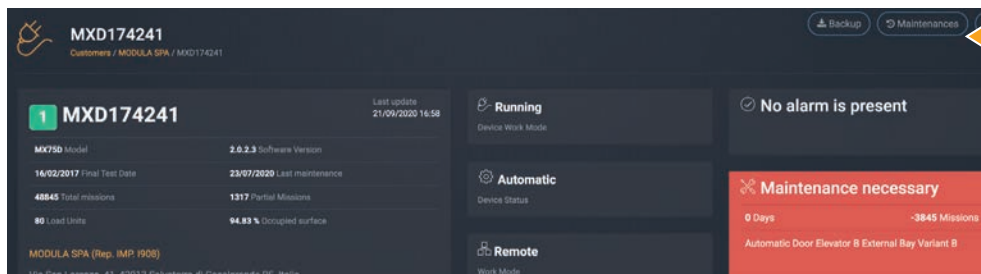 MXD174241
Customers / MODULA SPA / MXD174241
Backup
Maintenances
1 MXD174241
Last update
21/09/2020 16:58
MX75D Model
2.0.2.3 Software Version
16/02/2017 Final Test Date
23/07/2020 Last maintenence
48845 Total missions
1317 Partial Missions
80 Load Units
94.83 % Occupied surface
MODULA SPA (Rep. IMP. I908)
Running
Device Work Mode
Automatic
Device Status
Remote
Work Mode
No alarm is present
Maintenance necessary
0 Days
-3845 Missions
Automatic Door Elevator B External Bay Variant B